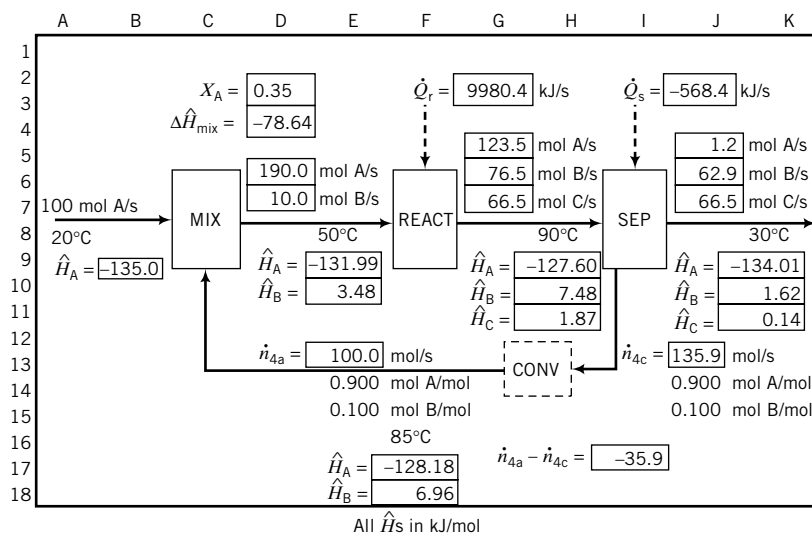 A B C D E F G H I J K
1
2
3
4
5
6
7
8
9
10
11
12
13
14
15
16
17
18
X_A = 0.35
ΔĤ_mix = −78.64
Q̇_r = 9980.4 kJ/s
Q̇_s = −568.4 kJ/s
190.0 mol A/s
10.0 mol B/s
123.5 mol A/s
76.5 mol B/s
66.5 mol C/s
1.2 mol A/s
62.9 mol B/s
66.5 mol C/s
100 mol A/s
20°C
Ĥ_A = −135.0
MIX
50°C
Ĥ_A = −131.99
Ĥ_B = 3.48
REACT
90°C
Ĥ_A = −127.60
Ĥ_B = 7.48
Ĥ_C = 1.87
SEP
30°C
Ĥ_A = −134.01
Ĥ_B = 1.62
Ĥ_C = 0.14
ṅ_4a = 100.0 mol/s
0.900 mol A/mol
0.100 mol B/mol
85°C
Ĥ_A = −128.18
Ĥ_B = 6.96
CONV
ṅ_4c = 135.9 mol/s
0.900 mol A/mol
0.100 mol B/mol
ṅ_4a − ṅ_4c = −35.9
All Ĥs in kJ/mol